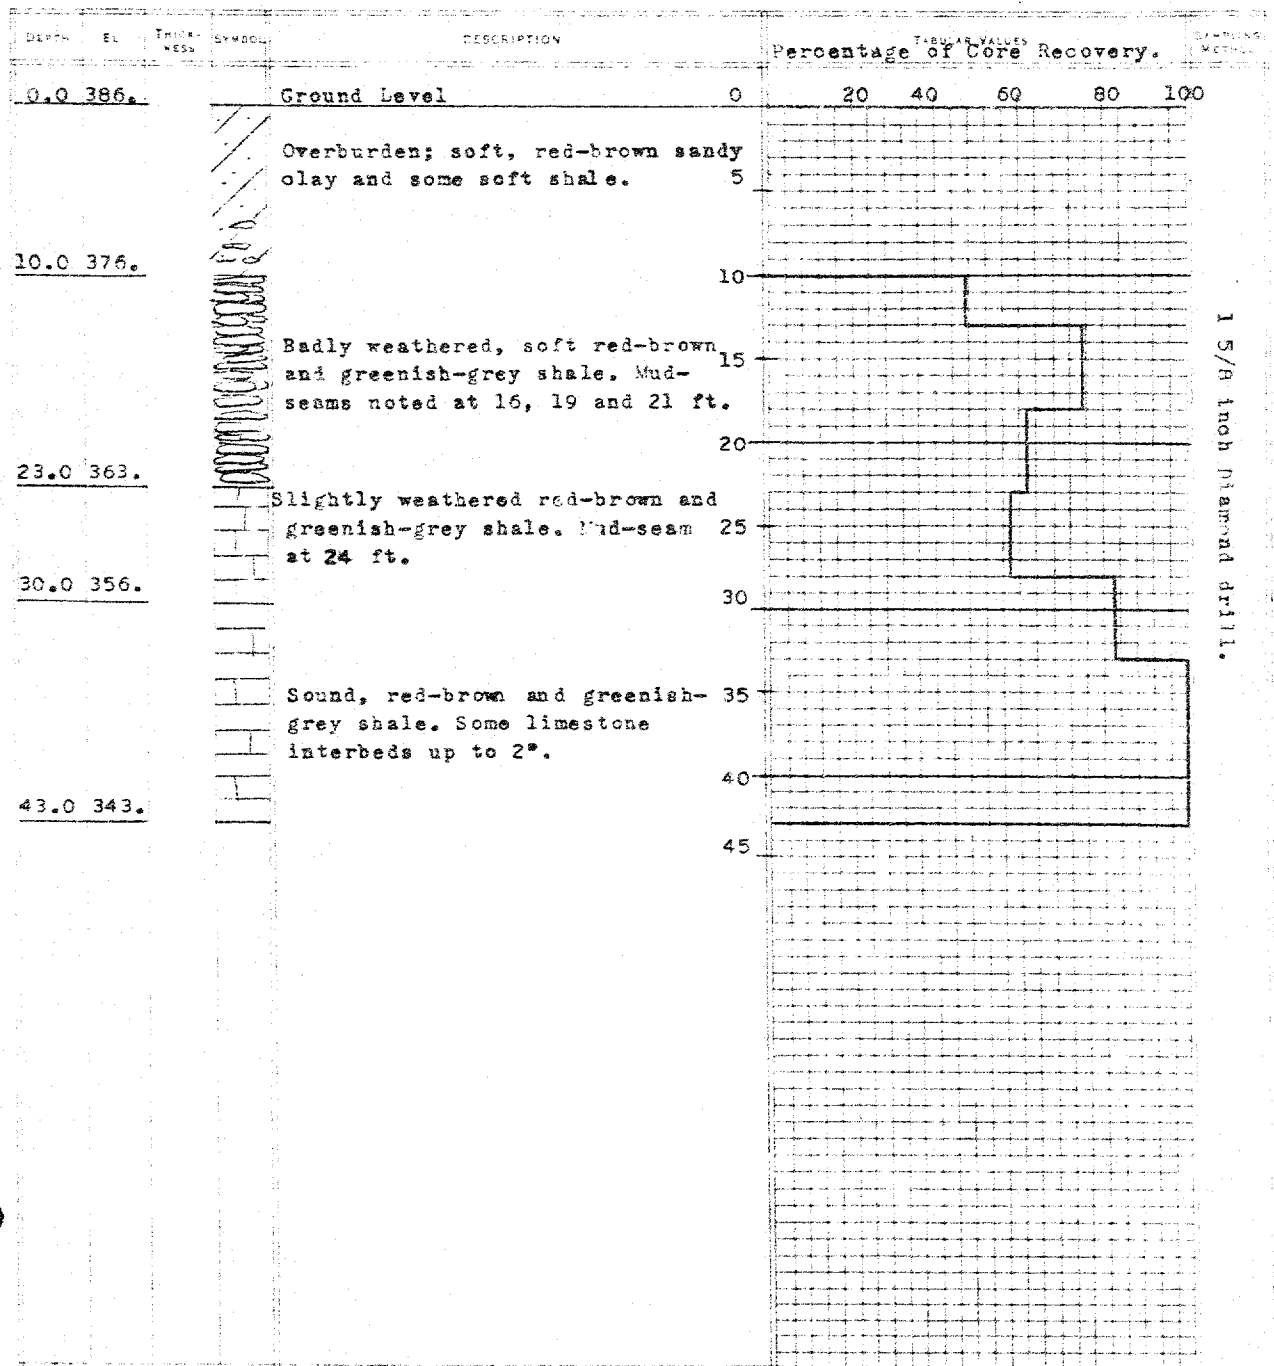 DEPTH EL THICK-NESS SYMBOL DESCRIPTION TABULAR VALUES
Percentage of Core Recovery.
0.0 386. Ground Level 0 20 40 60 80 100
Overburden; soft, red-brown sandy
clay and some soft shale. 5
10.0 376.
10
Badly weathered, soft red-brown 15
and greenish-grey shale. Mud-
seams noted at 16, 19 and 21 ft.
20
23.0 363.
Slightly weathered red-brown and
greenish-grey shale. Mud-seam 25
at 24 ft.
30.0 356.
30
Sound, red-brown and greenish- 35
grey shale. Some limestone
interbeds up to 2".
40
43.0 343.
45
1 5/8 inch Diamond drill.